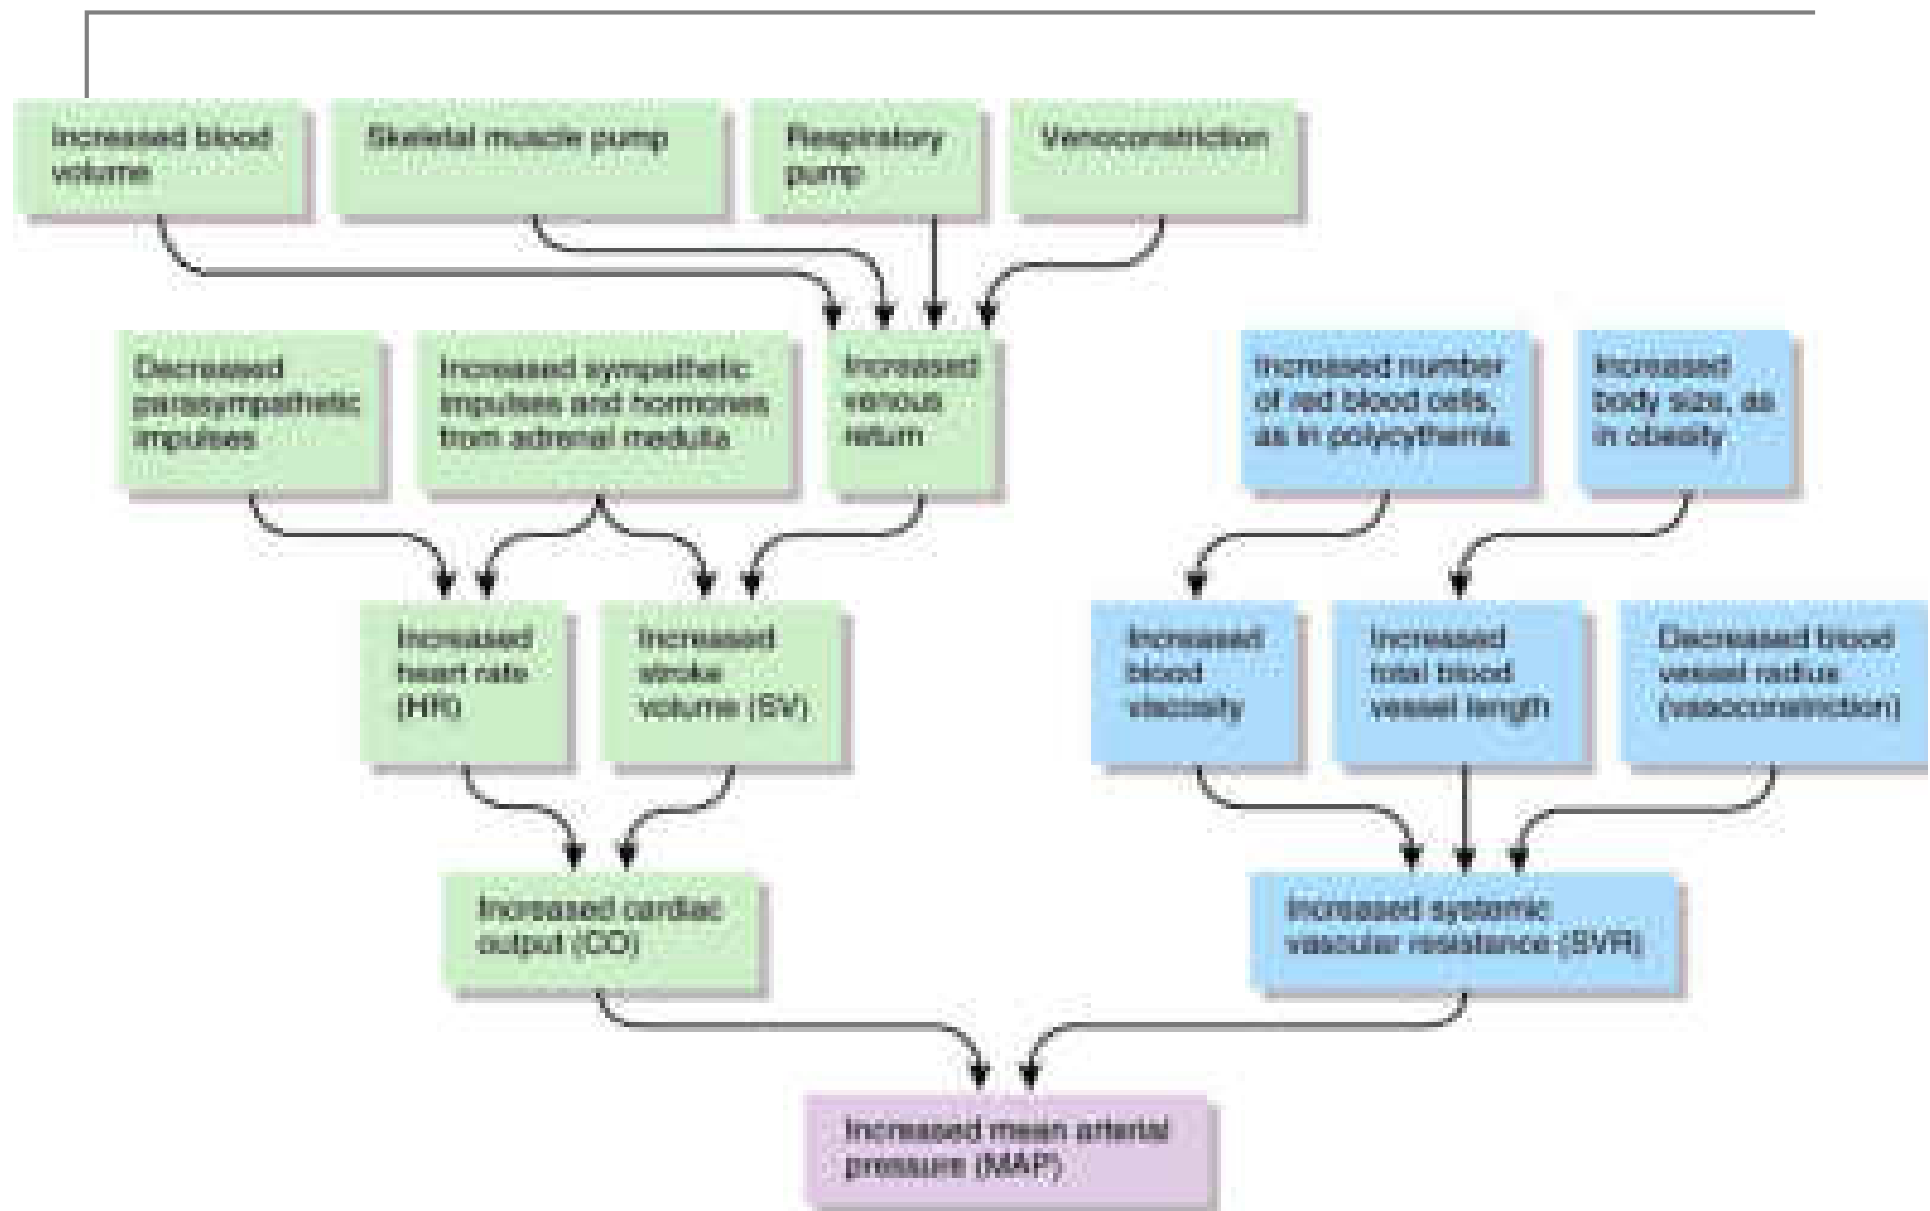 Increased blood
volume
Skeletal muscle pump
Respiratory
pump
Venoconstriction
Decreased
parasympathetic
impulses
Increased sympathetic
impulses and hormones
from adrenal medulla
Increased
venous
return
Increased number
of red blood cells,
as in polycythemia
Increased
body size, as
in obesity
Increased
heart rate
(HR)
Increased
stroke
volume (SV)
Increased
blood
viscosity
Increased
total blood
vessel length
Decreased blood
vessel radius
(vasoconstriction)
Increased cardiac
output (CO)
Increased systemic
vascular resistance (SVR)
Increased mean arterial
pressure (MAP)